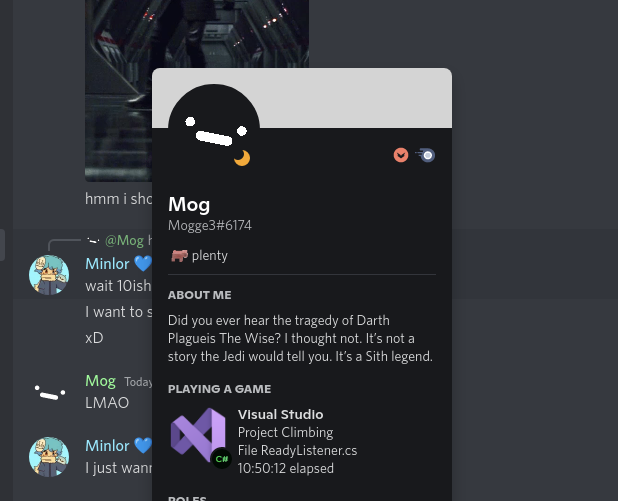 hmm i sho
@Mog h
Minlor 💙
wait 10ish
I want to s
xD
Mog Today
LMAO
Minlor 💙
I just wann
Mog
Mogge3#6174
plenty
ABOUT ME
Did you ever hear the tragedy of Darth
Plagueis The Wise? I thought not. It's not a
story the Jedi would tell you. It's a Sith legend.
PLAYING A GAME
Visual Studio
Project Climbing
File ReadyListener.cs
10:50:12 elapsed
C#
ROLES